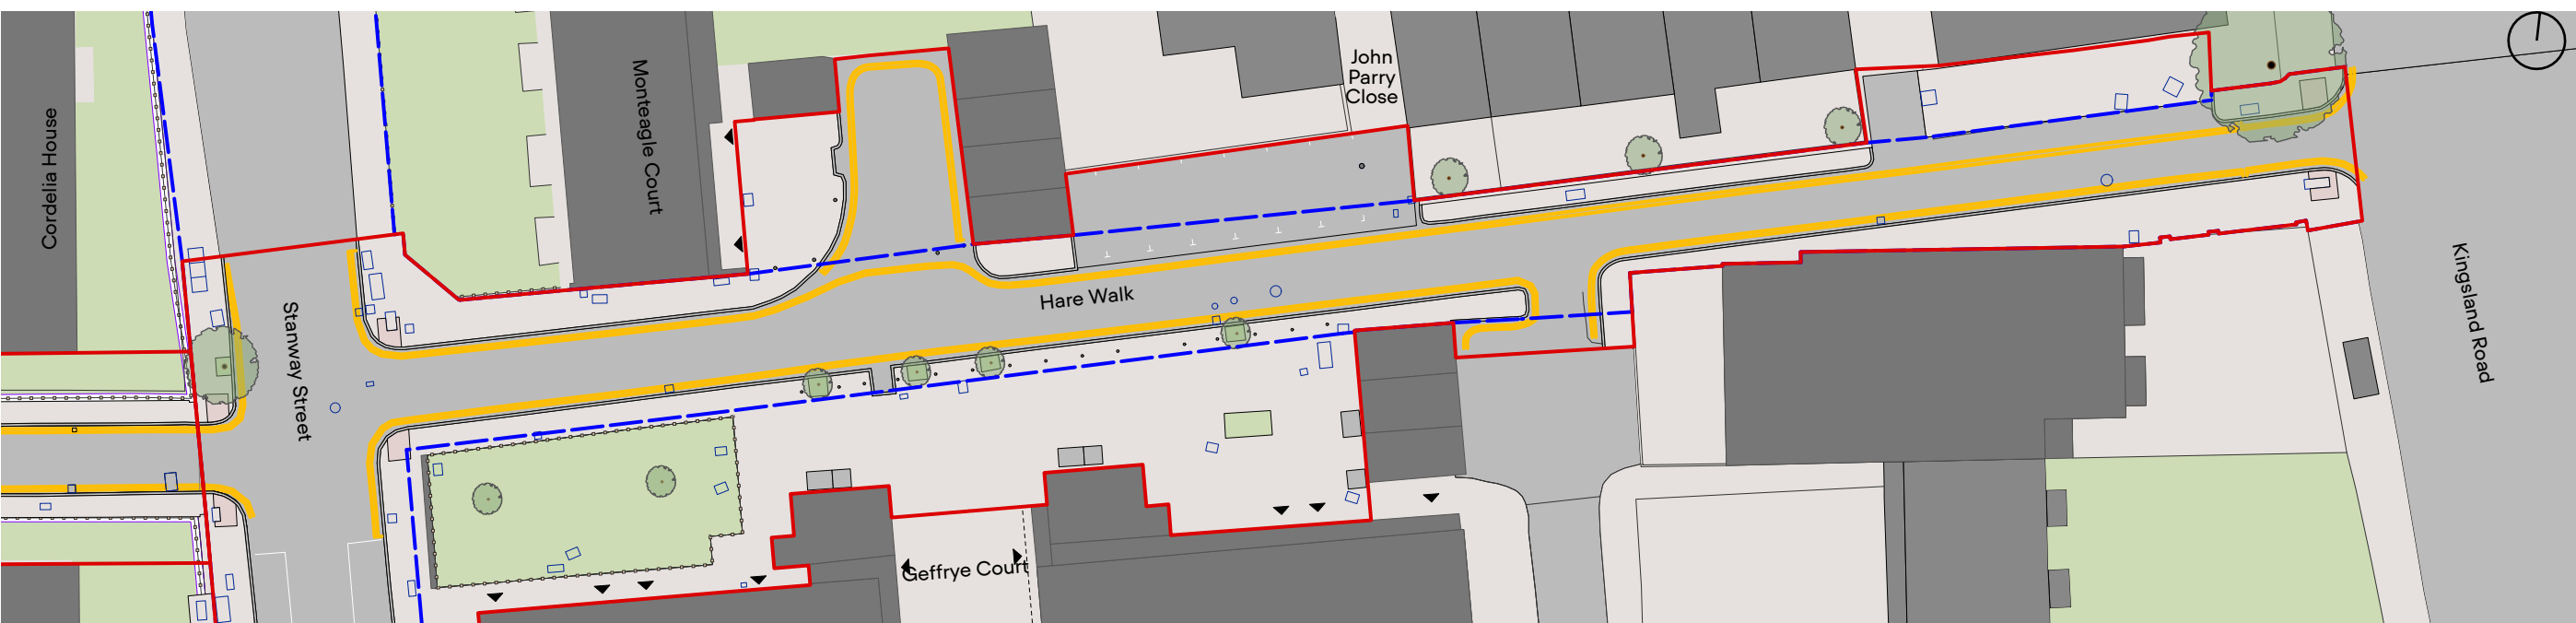 Cordelia House
Monteagle Court
John
Parry
Close
Stanway Street
Hare Walk
Kingsland Road
Geffrye Court